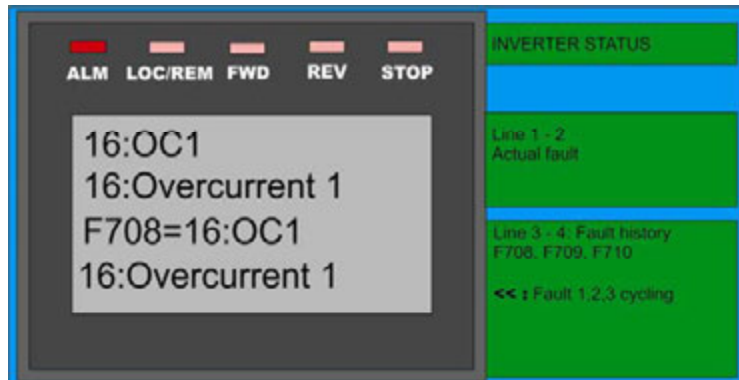 ALM LOC/REM FWD REV STOP
16:OC1
16:Overcurrent 1
F708=16:OC1
16:Overcurrent 1
INVERTER STATUS
Line 1 - 2
Actual fault
Line 3 - 4: Fault history
F708, F709, F710
<< : Fault 1,2,3 cycling